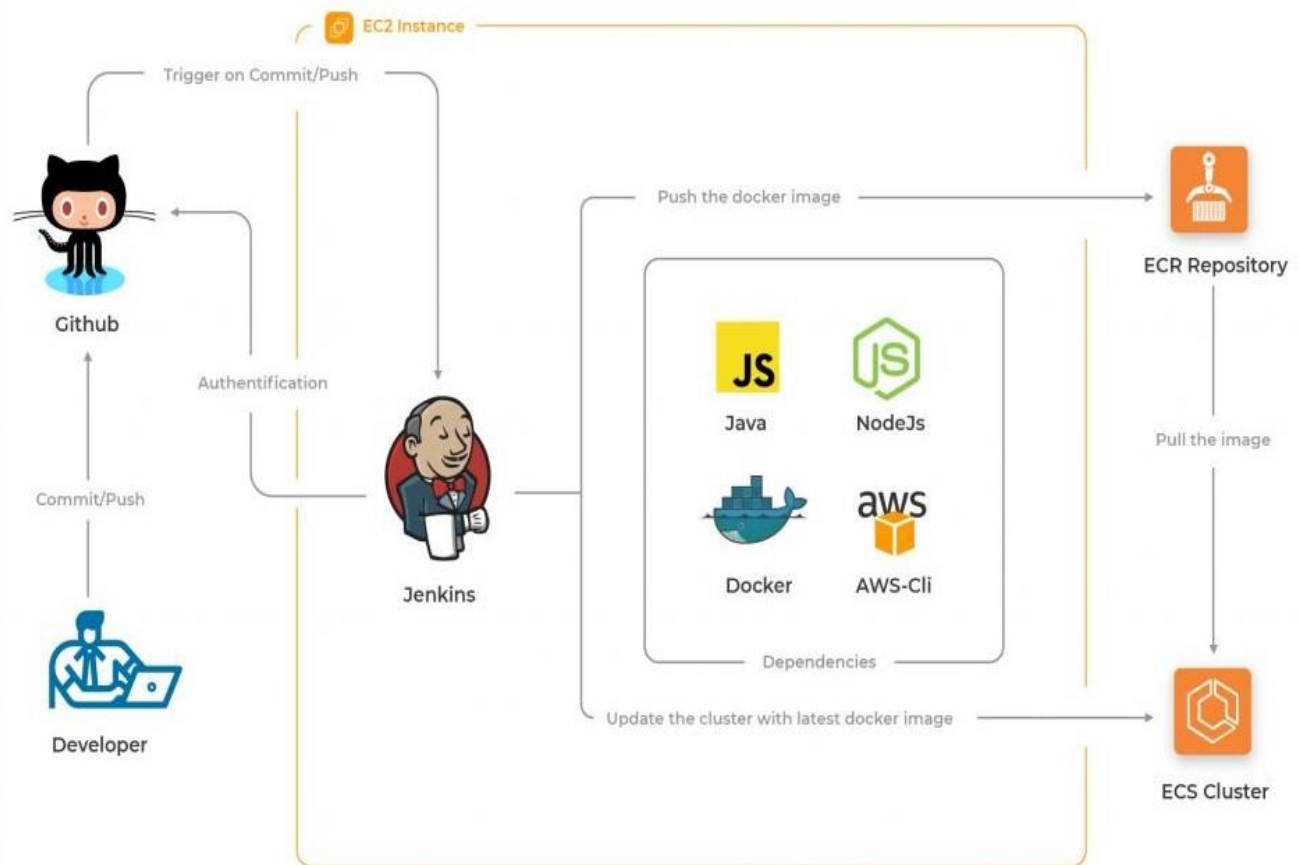 EC2 Instance
Trigger on Commit/Push
Push the docker image
ECR Repository
Github
Authentification
JS
JS
Java
NodeJs
Pull the image
Commit/Push
aws
Docker
AWS-Cli
Jenkins
Dependencies
Update the cluster with latest docker image
Developer
ECS Cluster